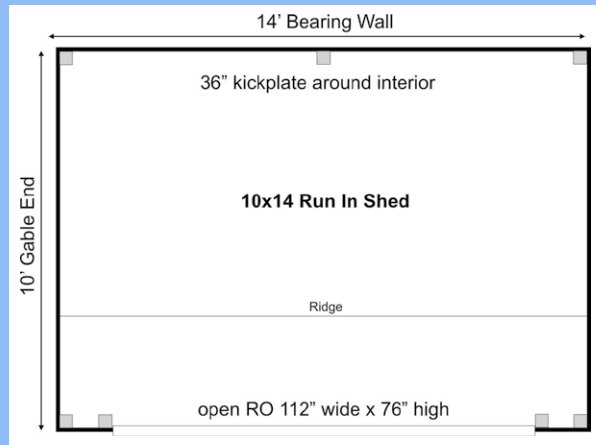 14’ Bearing Wall
36” kickplate around interior
10’ Gable End
10x14 Run In Shed
Ridge
open RO 112” wide x 76” high